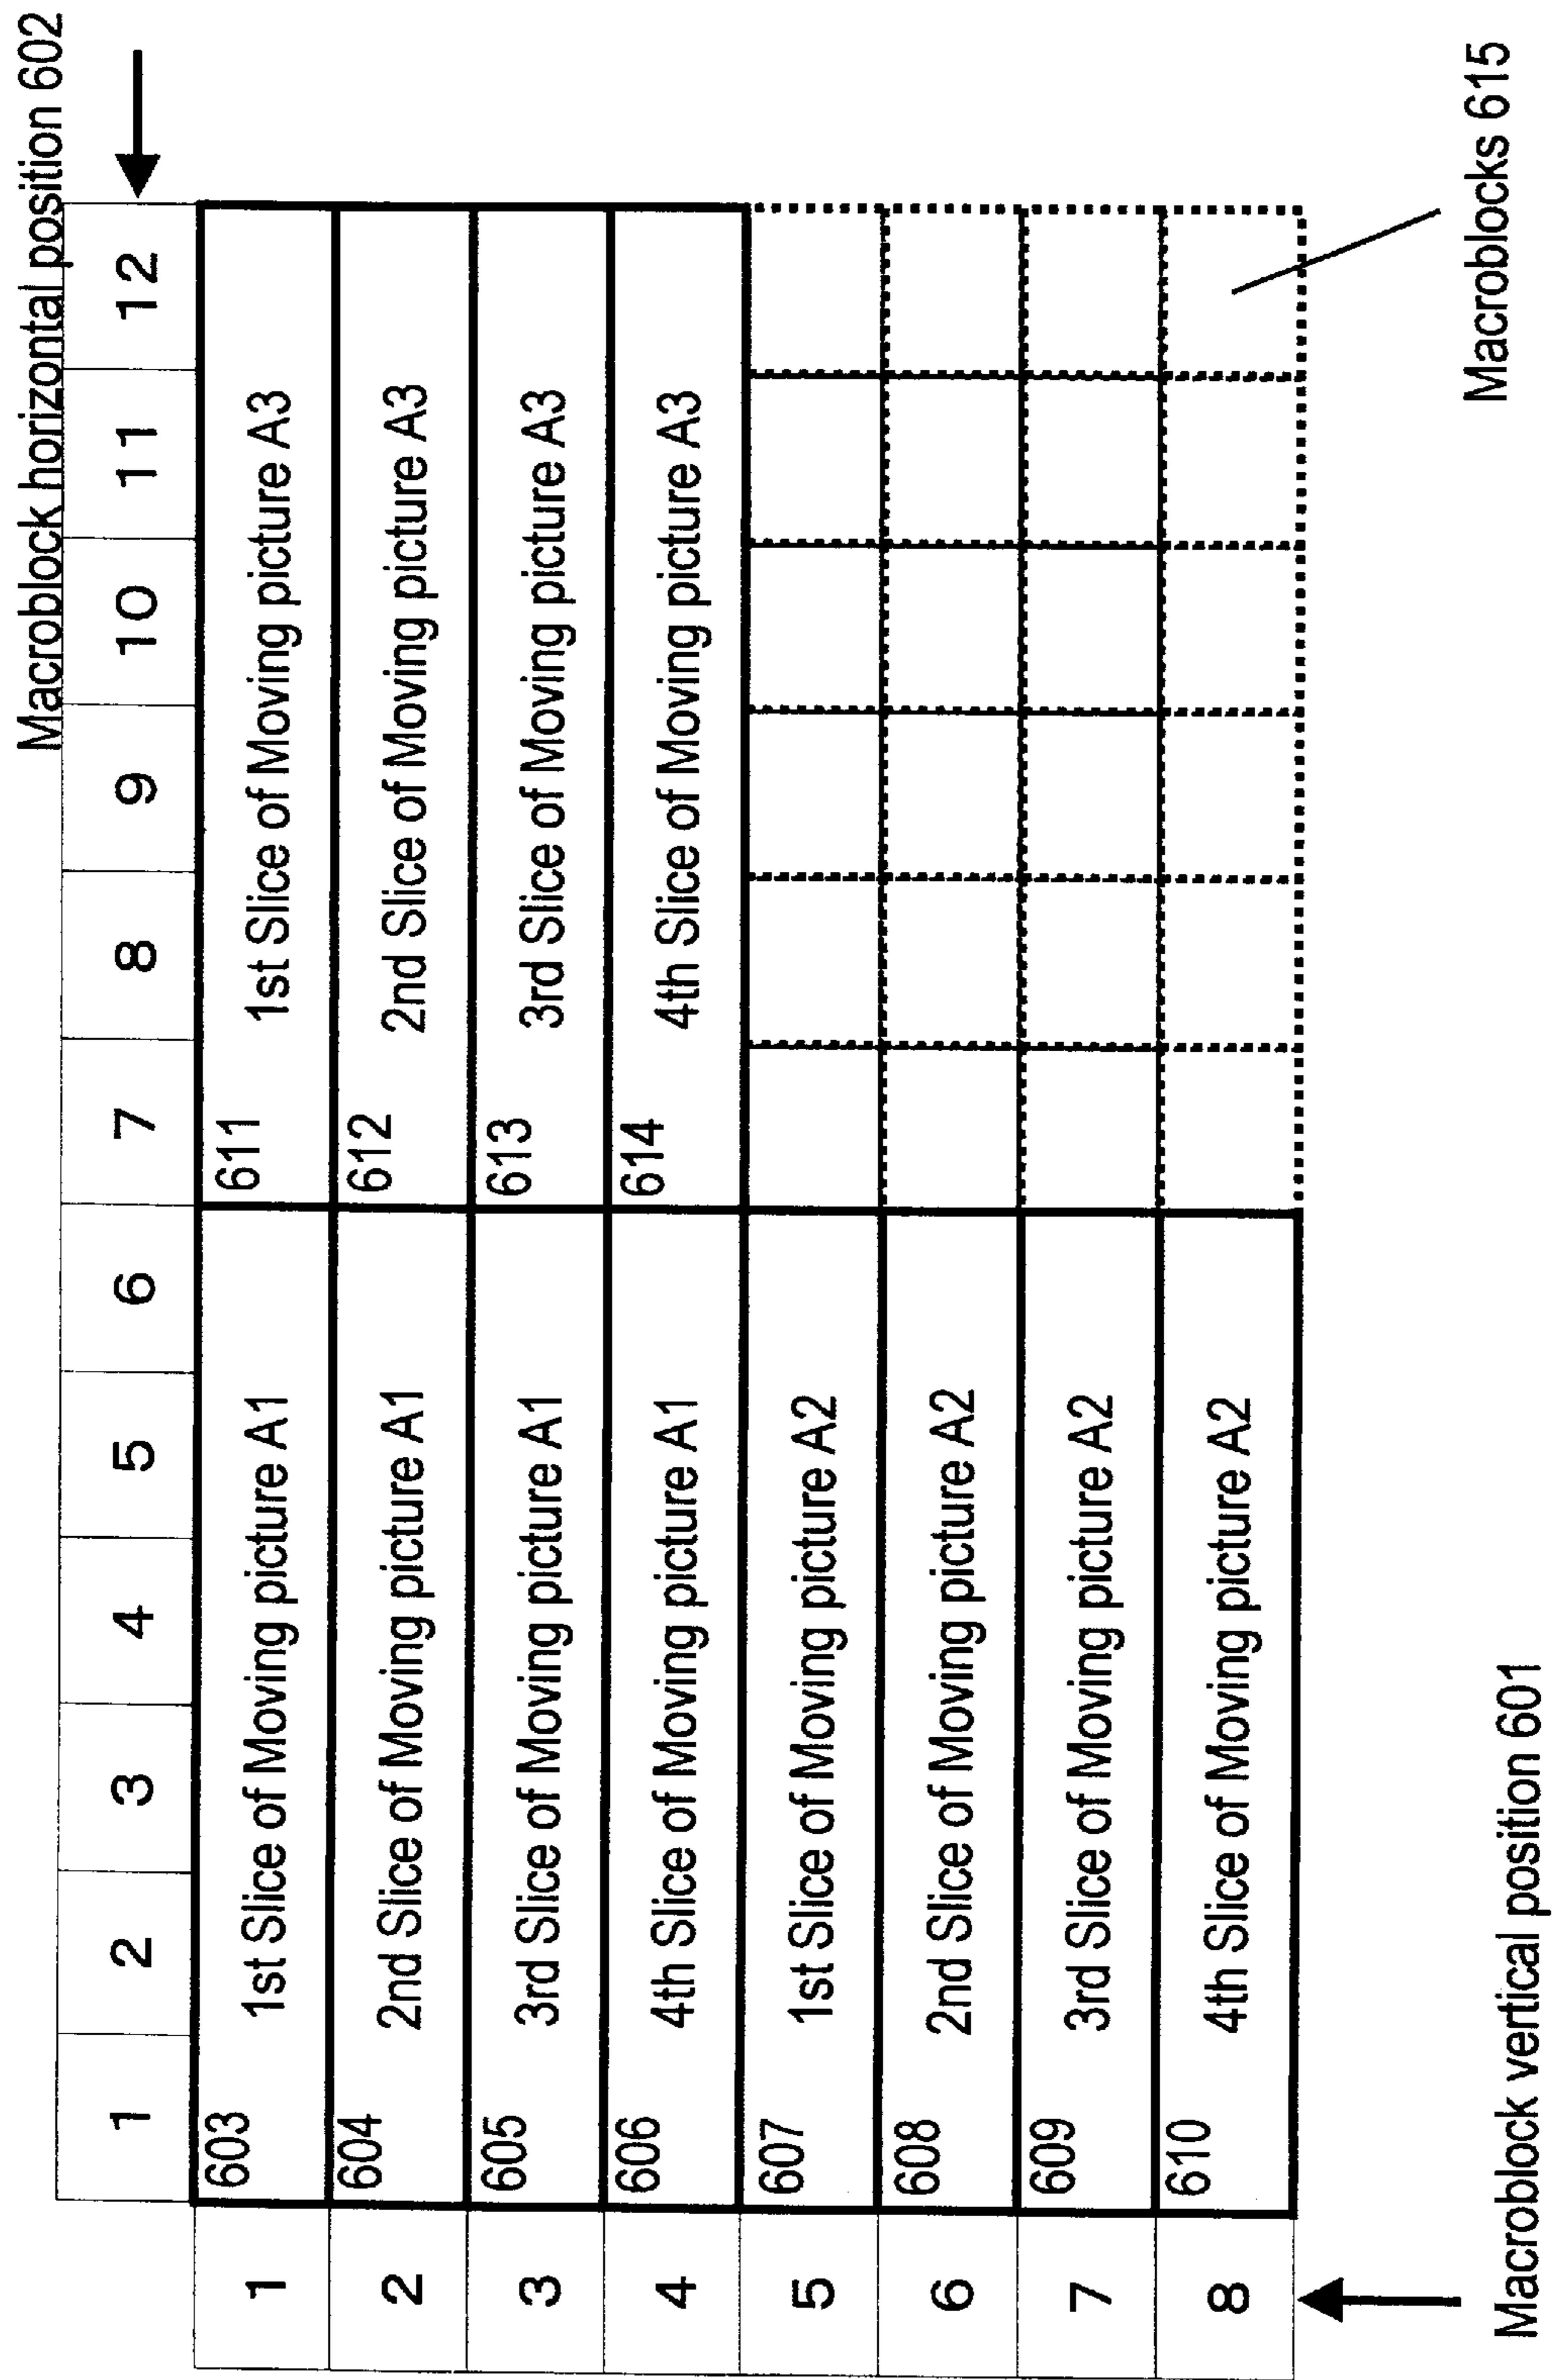 Macroblock horizontal position 602
1 2 3 4 5 6 7 8 9 10 11 12
1 603 1st Slice of Moving picture A1 611 1st Slice of Moving picture A3
2 604 2nd Slice of Moving picture A1 612 2nd Slice of Moving picture A3
3 605 3rd Slice of Moving picture A1 613 3rd Slice of Moving picture A3
4 606 4th Slice of Moving picture A1 614 4th Slice of Moving picture A3
5 607 1st Slice of Moving picture A2
6 608 2nd Slice of Moving picture A2
7 609 3rd Slice of Moving picture A2
8 610 4th Slice of Moving picture A2
Macroblock vertical position 601
Macroblocks 615